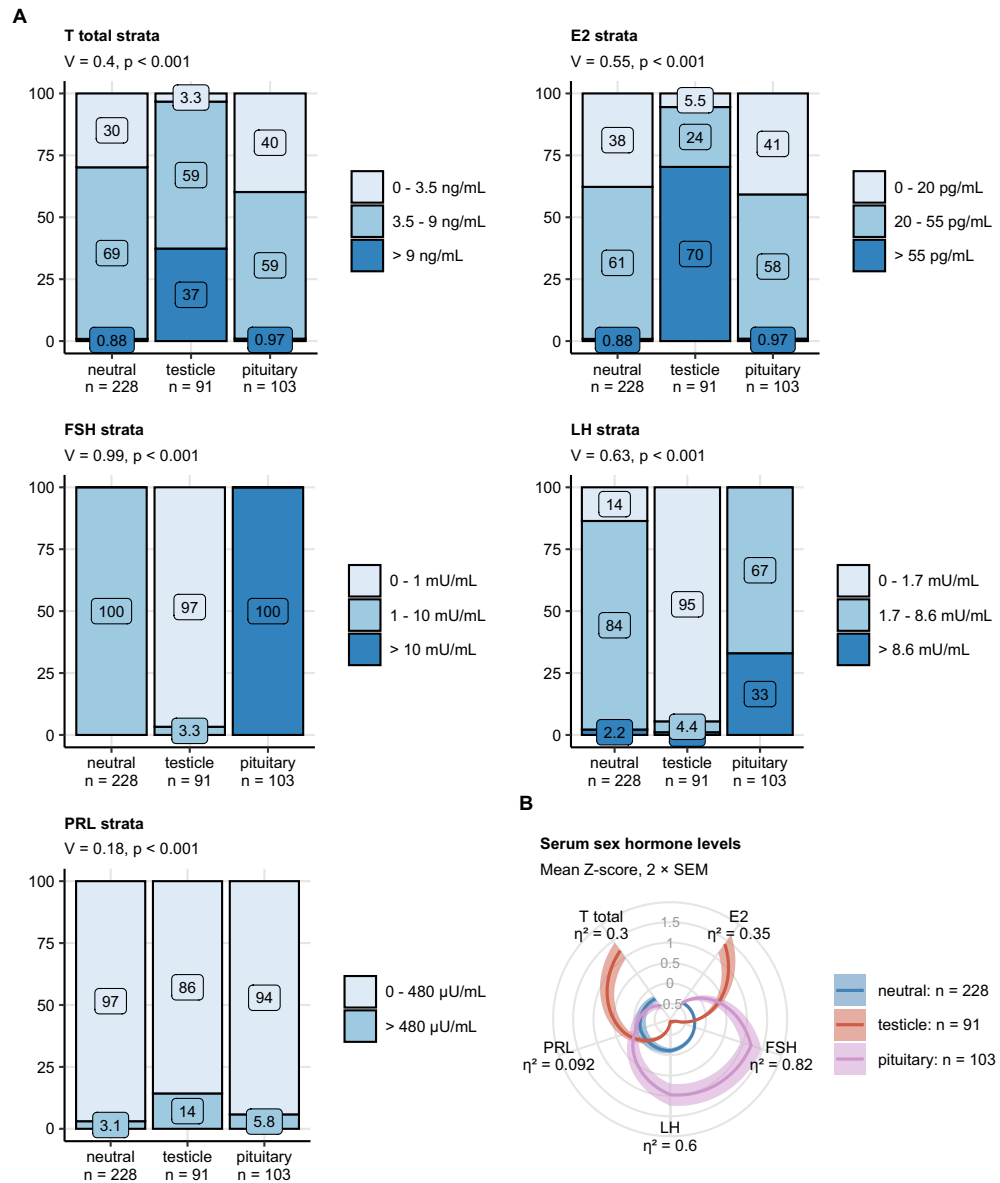 A
T total strata
V = 0.4, p < 0.001
100
75
50
25
0
30
69
0.88
3.3
59
37
40
59
0.97
neutral
n = 228
testicle
n = 91
pituitary
n = 103
0 - 3.5 ng/mL
3.5 - 9 ng/mL
> 9 ng/mL
E2 strata
V = 0.55, p < 0.001
100
75
50
25
0
38
61
0.88
5.5
24
70
41
58
0.97
neutral
n = 228
testicle
n = 91
pituitary
n = 103
0 - 20 pg/mL
20 - 55 pg/mL
> 55 pg/mL
FSH strata
V = 0.99, p < 0.001
100
75
50
25
0
100
97
3.3
100
neutral
n = 228
testicle
n = 91
pituitary
n = 103
0 - 1 mU/mL
1 - 10 mU/mL
> 10 mU/mL
LH strata
V = 0.63, p < 0.001
100
75
50
25
0
14
84
2.2
95
4.4
67
33
neutral
n = 228
testicle
n = 91
pituitary
n = 103
0 - 1.7 mU/mL
1.7 - 8.6 mU/mL
> 8.6 mU/mL
PRL strata
V = 0.18, p < 0.001
100
75
50
25
0
97
3.1
86
14
94
5.8
neutral
n = 228
testicle
n = 91
pituitary
n = 103
0 - 480 µU/mL
> 480 µU/mL
B
Serum sex hormone levels
Mean Z-score, 2 × SEM
T total
η² = 0.3
E2
η² = 0.35
1.5
1
0.5
0
0.5
PRL
η² = 0.092
FSH
η² = 0.82
LH
η² = 0.6
neutral: n = 228
testicle: n = 91
pituitary: n = 103